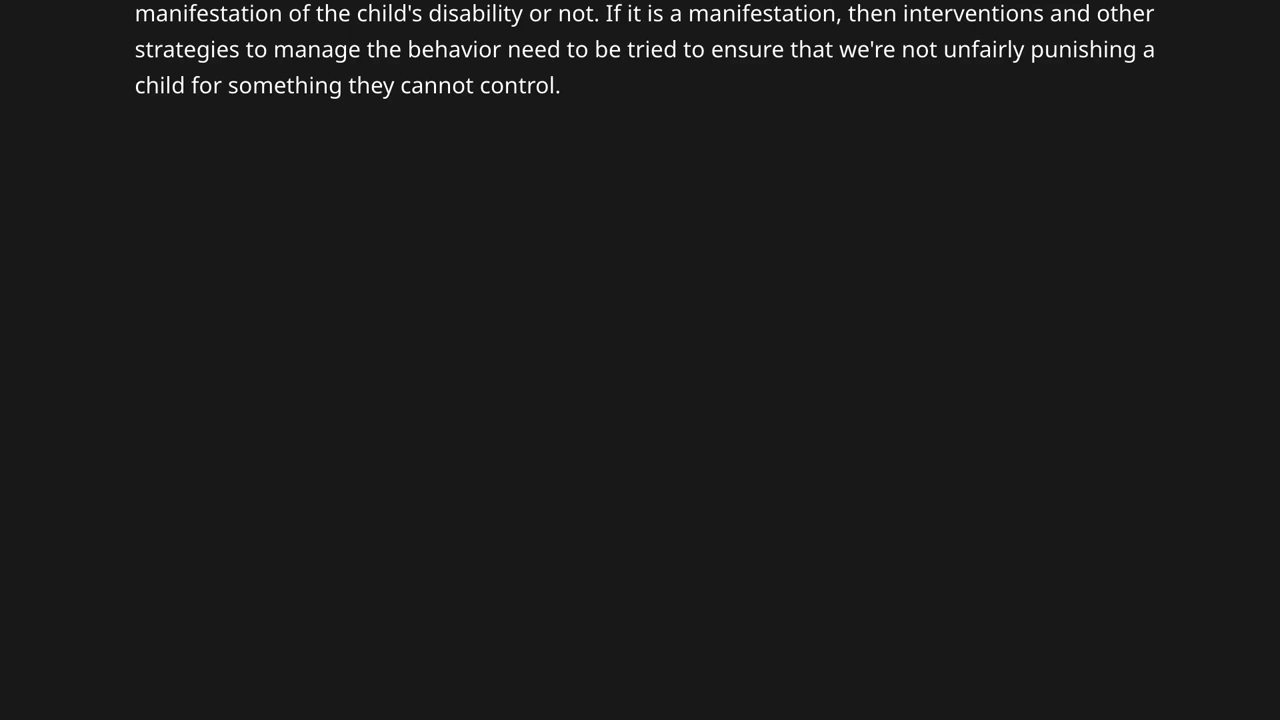 manifestation of the child's disability or not. If it is a manifestation, then interventions and other
strategies to manage the behavior need to be tried to ensure that we're not unfairly punishing a
child for something they cannot control.